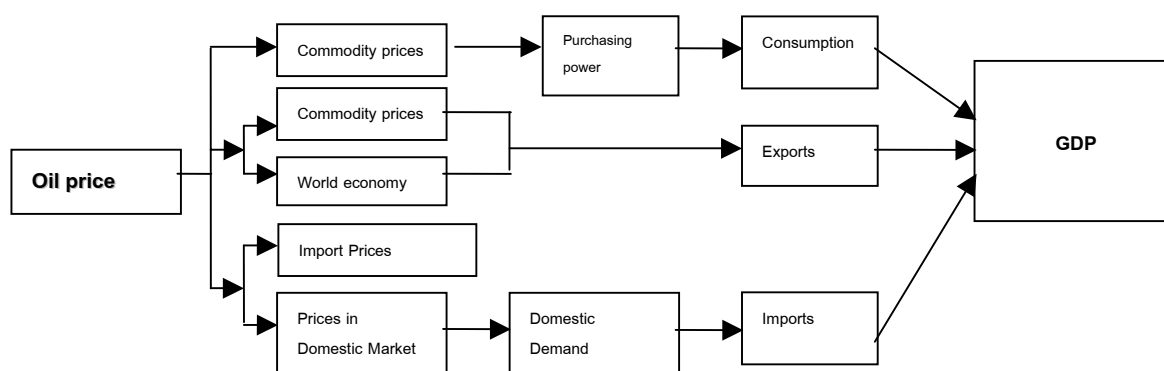 Commodity prices
Purchasing
power
Consumption
Commodity prices
Exports
GDP
Oil price
World economy
Import Prices
Prices in
Domestic Market
Domestic
Demand
Imports